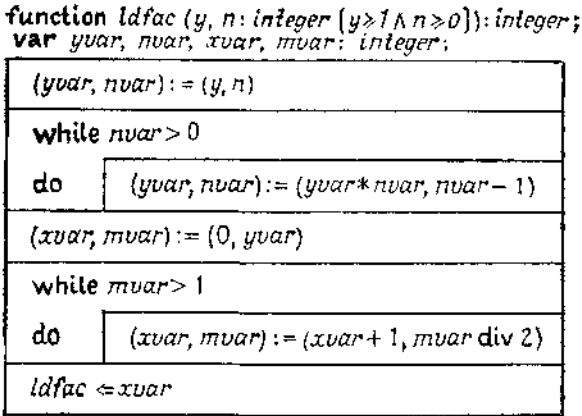 function ldfac (y, n: integer [y⩾1∧n⩾0]): integer;
var yvar, nvar, xvar, mvar: integer;
(yvar, nvar) := (y, n)
while nvar > 0
do (yvar, nvar) := (yvar * nvar, nvar − 1)
(xvar, mvar) := (0, yvar)
while mvar > 1
do (xvar, mvar) := (xvar + 1, mvar div 2)
ldfac ⇐ xvar